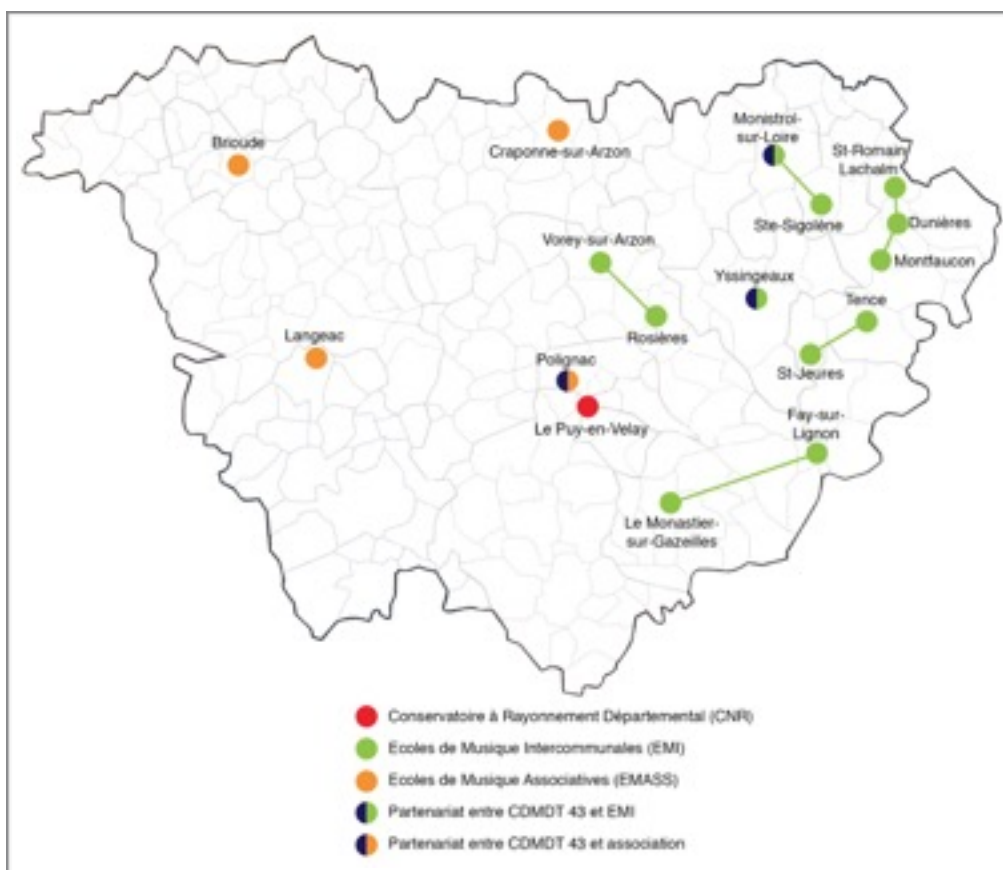 Brioude
Craponne-sur-Arzon
Monistrol-
sur-Loire
St-Romain
Lachalm
Ste-Sigolène
Dunières
Montfaucon
Vorey-sur-Arzon
Rosières
Yssingeaux
Tence
St-Jeures
Langeac
Polignac
Le Puy-en-Velay
Fay-sur-
Lignon
Le Monastier-
sur-Gazeilles
Conservatoire à Rayonnement Départemental (CNR)
Ecoles de Musique Intercommunales (EMI)
Ecoles de Musique Associatives (EMASS)
Partenariat entre CDMDT 43 et EMI
Partenariat entre CDMDT 43 et association